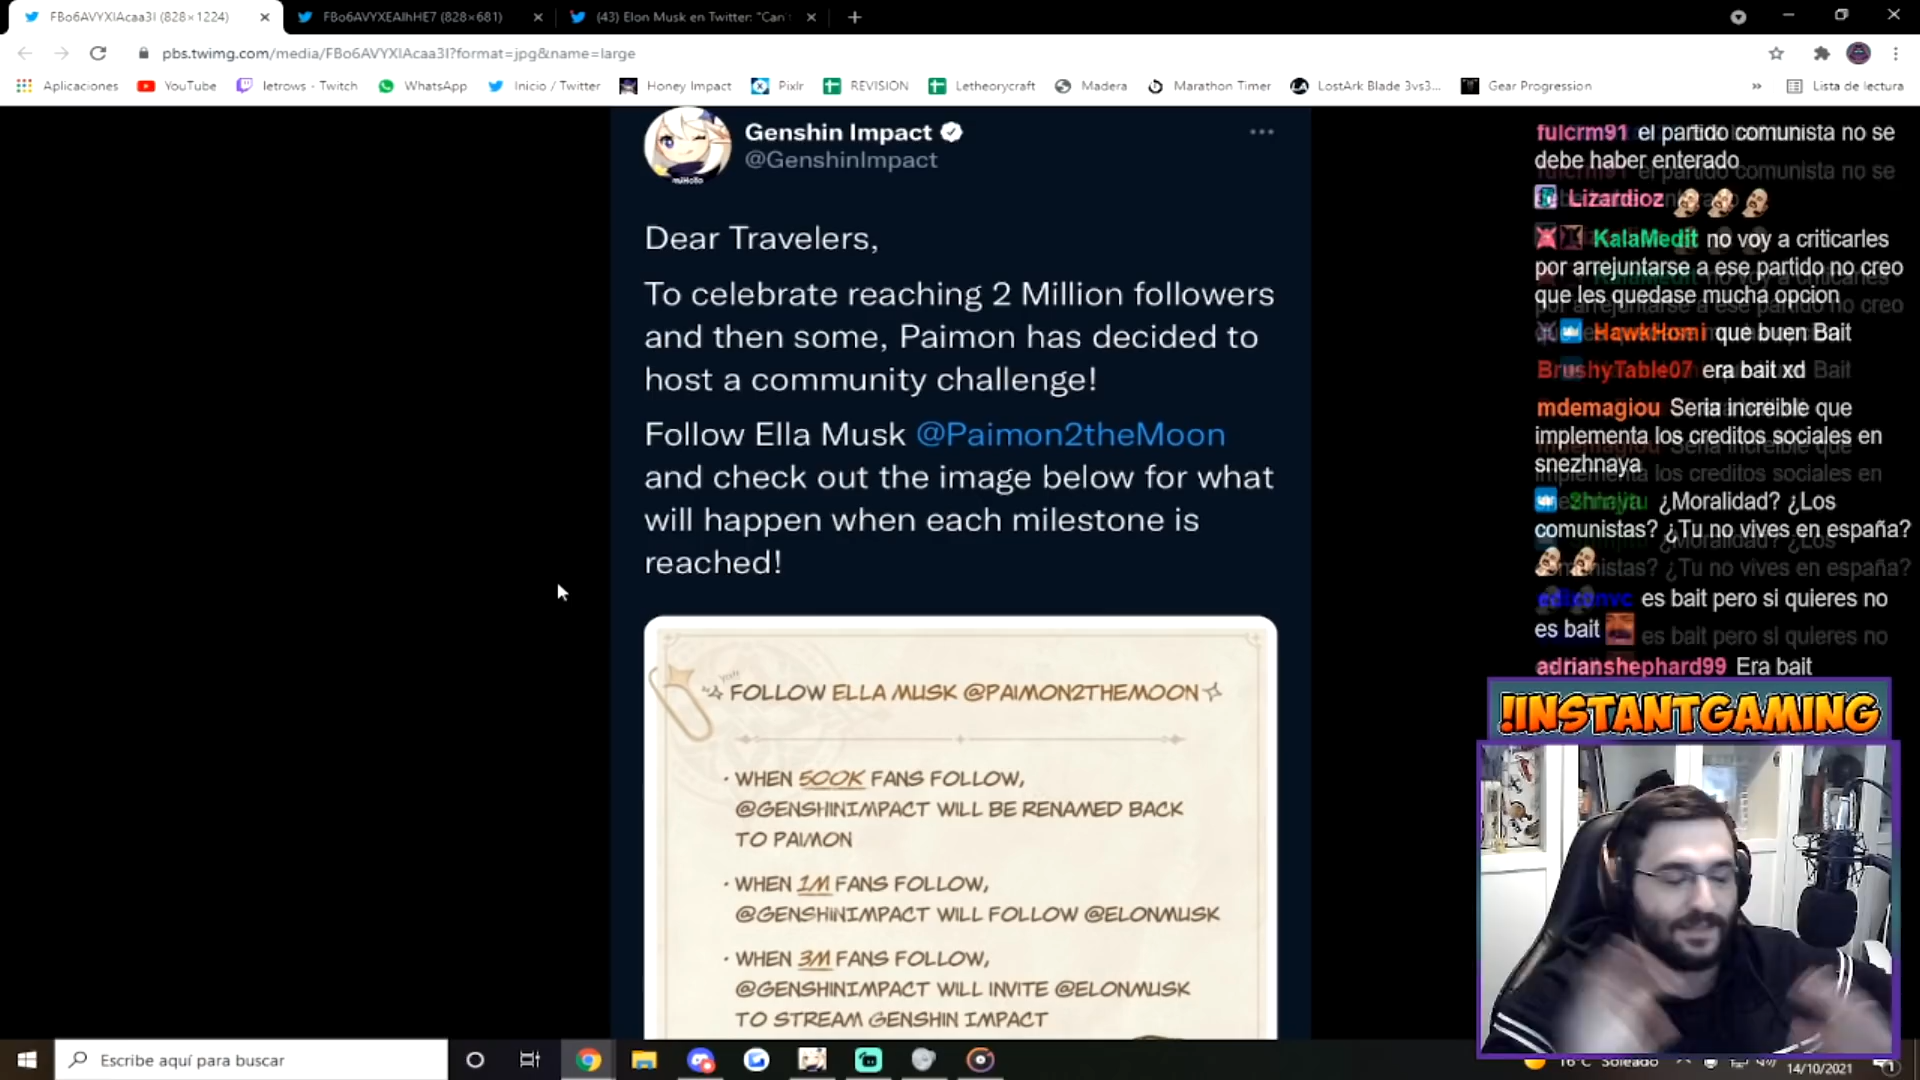 FBo6AVYXIAcaa3I (828×1224)
FBo6AVYXEAIhHE7 (828×681)
(43) Elon Musk en Twitter: "Can'
pbs.twimg.com/media/FBo6AVYXIAcaa3I?format=jpg&name=large
Aplicaciones YouTube letrows - Twitch WhatsApp Inicio / Twitter Honey Impact Pixlr REVISION Letheorycraft Madera Marathon Timer LostArk Blade 3vs3... Gear Progression » Lista de lectura
Genshin Impact
@GenshinImpact
miHoYo
Dear Travelers,
To celebrate reaching 2 Million followers
and then some, Paimon has decided to
host a community challenge!
Follow Ella Musk @Paimon2theMoon
and check out the image below for what
will happen when each milestone is
reached!
FOLLOW ELLA MUSK @PAIMON2THEMOON
· WHEN 500K FANS FOLLOW,
@GENSHINIMPACT WILL BE RENAMED BACK
TO PAIMON
· WHEN 1M FANS FOLLOW,
@GENSHINIMPACT WILL FOLLOW @ELONMUSK
· WHEN 3M FANS FOLLOW,
@GENSHINIMPACT WILL INVITE @ELONMUSK
TO STREAM GENSHIN IMPACT
fulcrm91 el partido comunista no se
debe haber enterado
Lizardioz
KalaMedit no voy a criticarles
por arrejuntarse a ese partido no creo
que les quedase mucha opcion
HawkHomi que buen Bait
BrushyTable07 era bait xd
mdemagiou Seria increible que
implementa los creditos sociales en
snezhnaya
¿Moralidad? ¿Los
comunistas? ¿Tu no vives en españa?
es bait pero si quieres no
es bait
adrianshephard99 Era bait
!INSTANTGAMING
Escribe aquí para buscar
16°C Soleado
14/10/2021